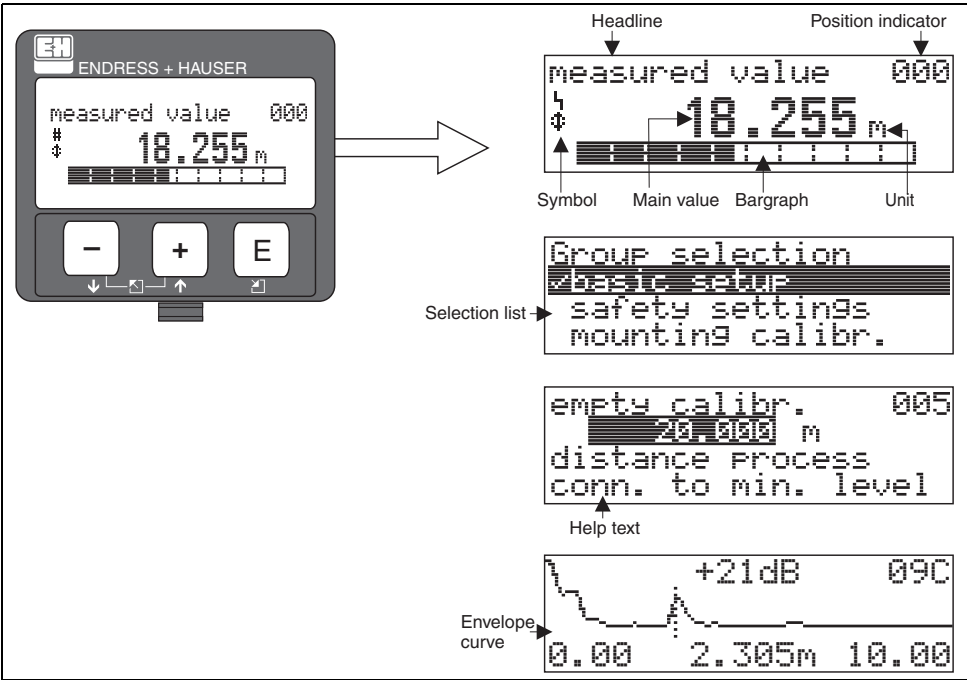 ENDRESS + HAUSER
measured value 000
18.255 m
– + E
Headline Position indicator
measured value 000
18.255 m
Symbol Main value Bargraph Unit
Group selection
basic setup
Selection list
safety settings
mounting calibr.
empty calibr. 005
20.000 m
distance process
conn. to min. level
Help text
+21dB 09C
Envelope
curve
0.00 2.305m 10.00